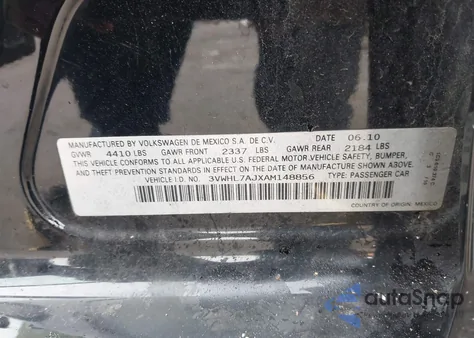 MANUFACTURED BY VOLKSWAGEN DE MEXICO S.A. DE C.V. DATE 06.10
GVWR 4410 LBS GAWR FRONT 2337 LBS GAWR REAR 2184 LBS
THIS VEHICLE CONFORMS TO ALL APPLICABLE U.S. FEDERAL MOTOR VEHICLE SAFETY, BUMPER,
AND THEFT PREVENTION STANDARDS IN EFFECT ON THE DATE OF MANUFACTURE SHOWN ABOVE.
VEHICLE I.D. NO. 3VWHL7AJXAM148856 TYPE: PASSENGER CAR
COUNTRY OF ORIGIN: MEXICO
autoSnap